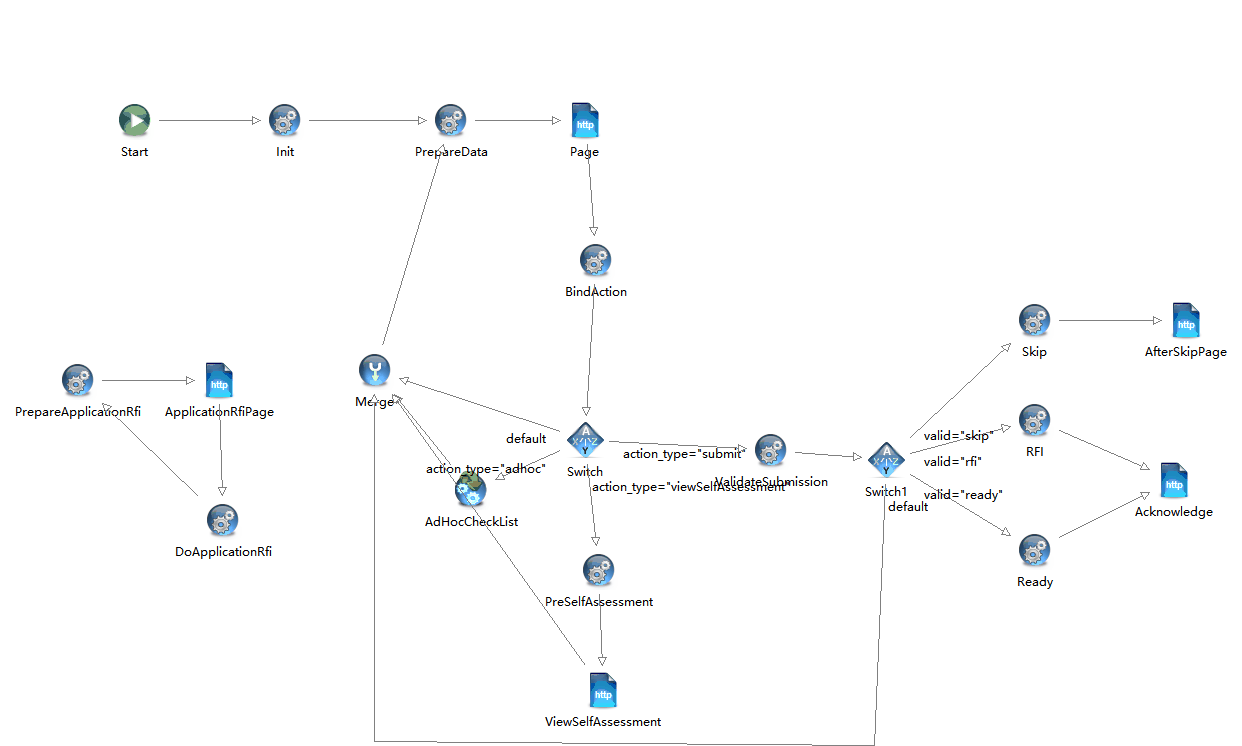 http
Start
Init
PrepareData
Page
BindAction
http
Skip
AfterSkipPage
http
Merge
PrepareApplicationRfi
ApplicationRfiPage
A
X Z
Y
default
valid="skip"
action_type="submit"
RFI
action_type="adhoc"
Switch
A
X Z
Y
valid="rfi"
action_type="viewSelfAssessment"
ValidateSubmission
Switch1
valid="ready"
default
http
Acknowledge
AdHocCheckList
DoApplicationRfi
Ready
PreSelfAssessment
http
ViewSelfAssessment